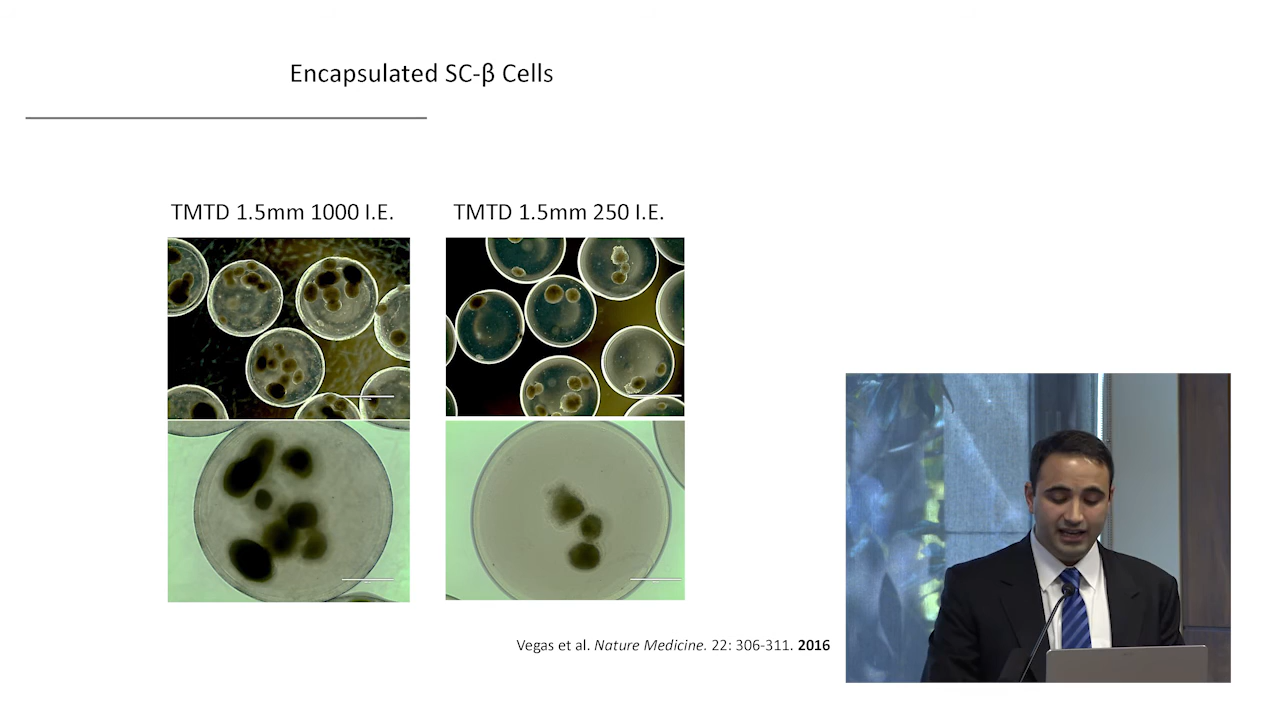 Encapsulated SC-β Cells
TMTD 1.5mm 1000 I.E.
TMTD 1.5mm 250 I.E.
Vegas et al. Nature Medicine. 22: 306-311. 2016